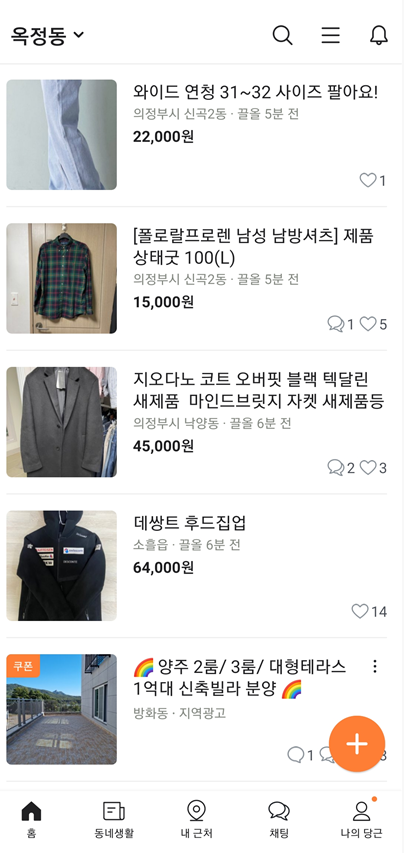 옥정동
와이드 연청 31~32 사이즈 팔아요!
의정부시 신곡2동 · 끌올 5분 전
22,000원
1
[폴로랄프로렌 남성 남방셔츠] 제품
상태굿 100(L)
의정부시 신곡2동 · 끌올 5분 전
15,000원
1 5
지오다노 코트 오버핏 블랙 텍달린
새제품 마인드브릿지 자켓 새제품등
의정부시 낙양동 · 끌올 6분 전
45,000원
2 3
데쌍트 후드집업
소흘읍 · 끌올 6분 전
64,000원
14
쿠폰
🌈 양주 2룸/ 3룸/ 대형테라스
1억대 신축빌라 분양 🌈
방화동 · 지역광고
1
홈 동네생활 내 근처 채팅 나의 당근